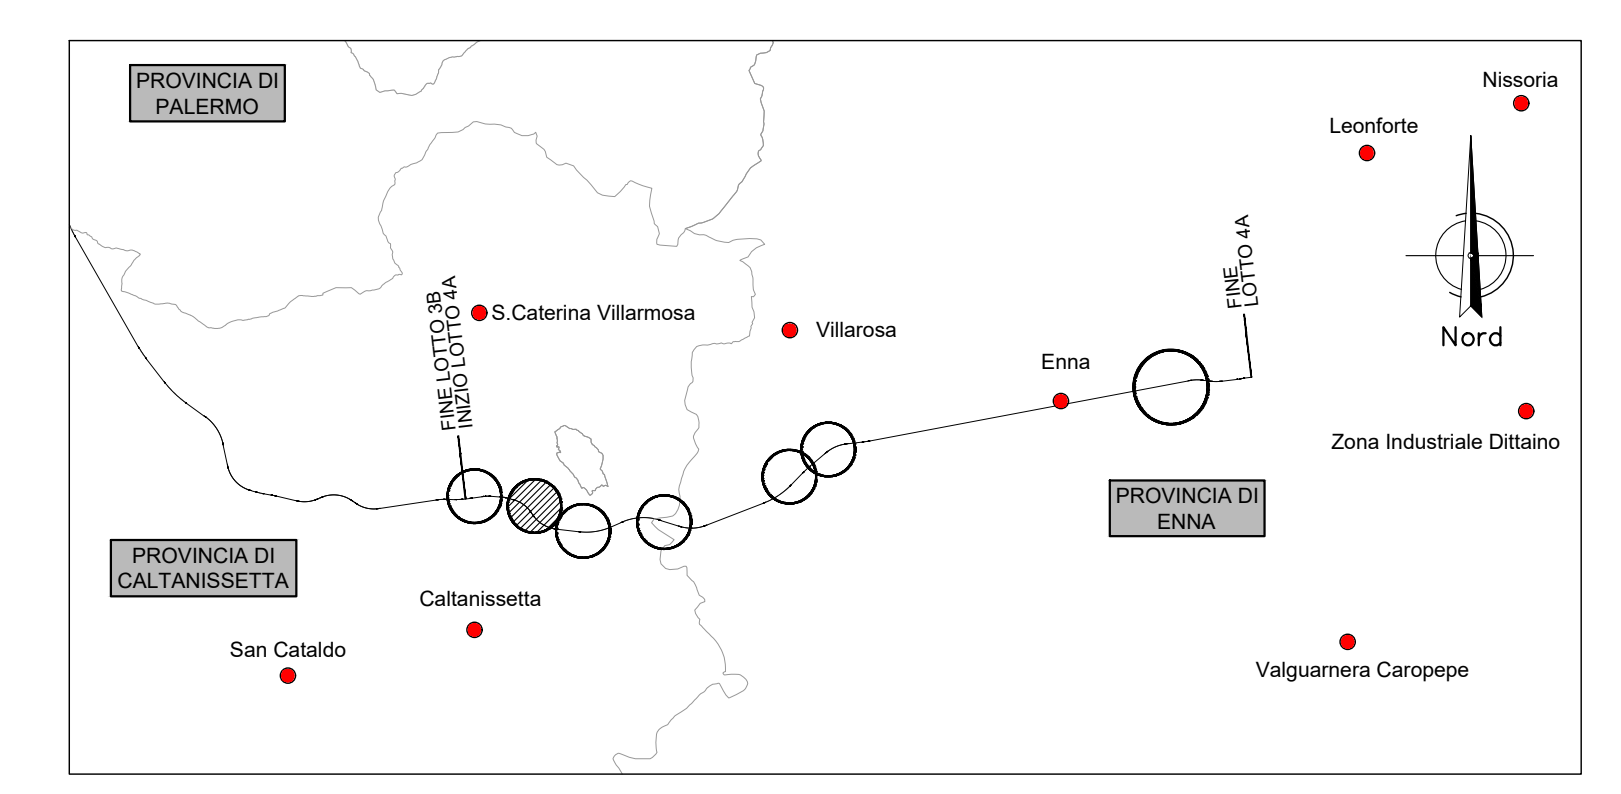 PROVINCIA DI
PALERMO
Nissoria
Leonforte
Nord
FINE
LOTTO 4A
FINE LOTTO 3B
INIZIO LOTTO 4A
S.Caterina Villarmosa
Villarosa
Enna
Zona Industriale Dittaino
PROVINCIA DI
ENNA
PROVINCIA DI
CALTANISSETTA
Caltanissetta
San Cataldo
Valguarnera Caropepe